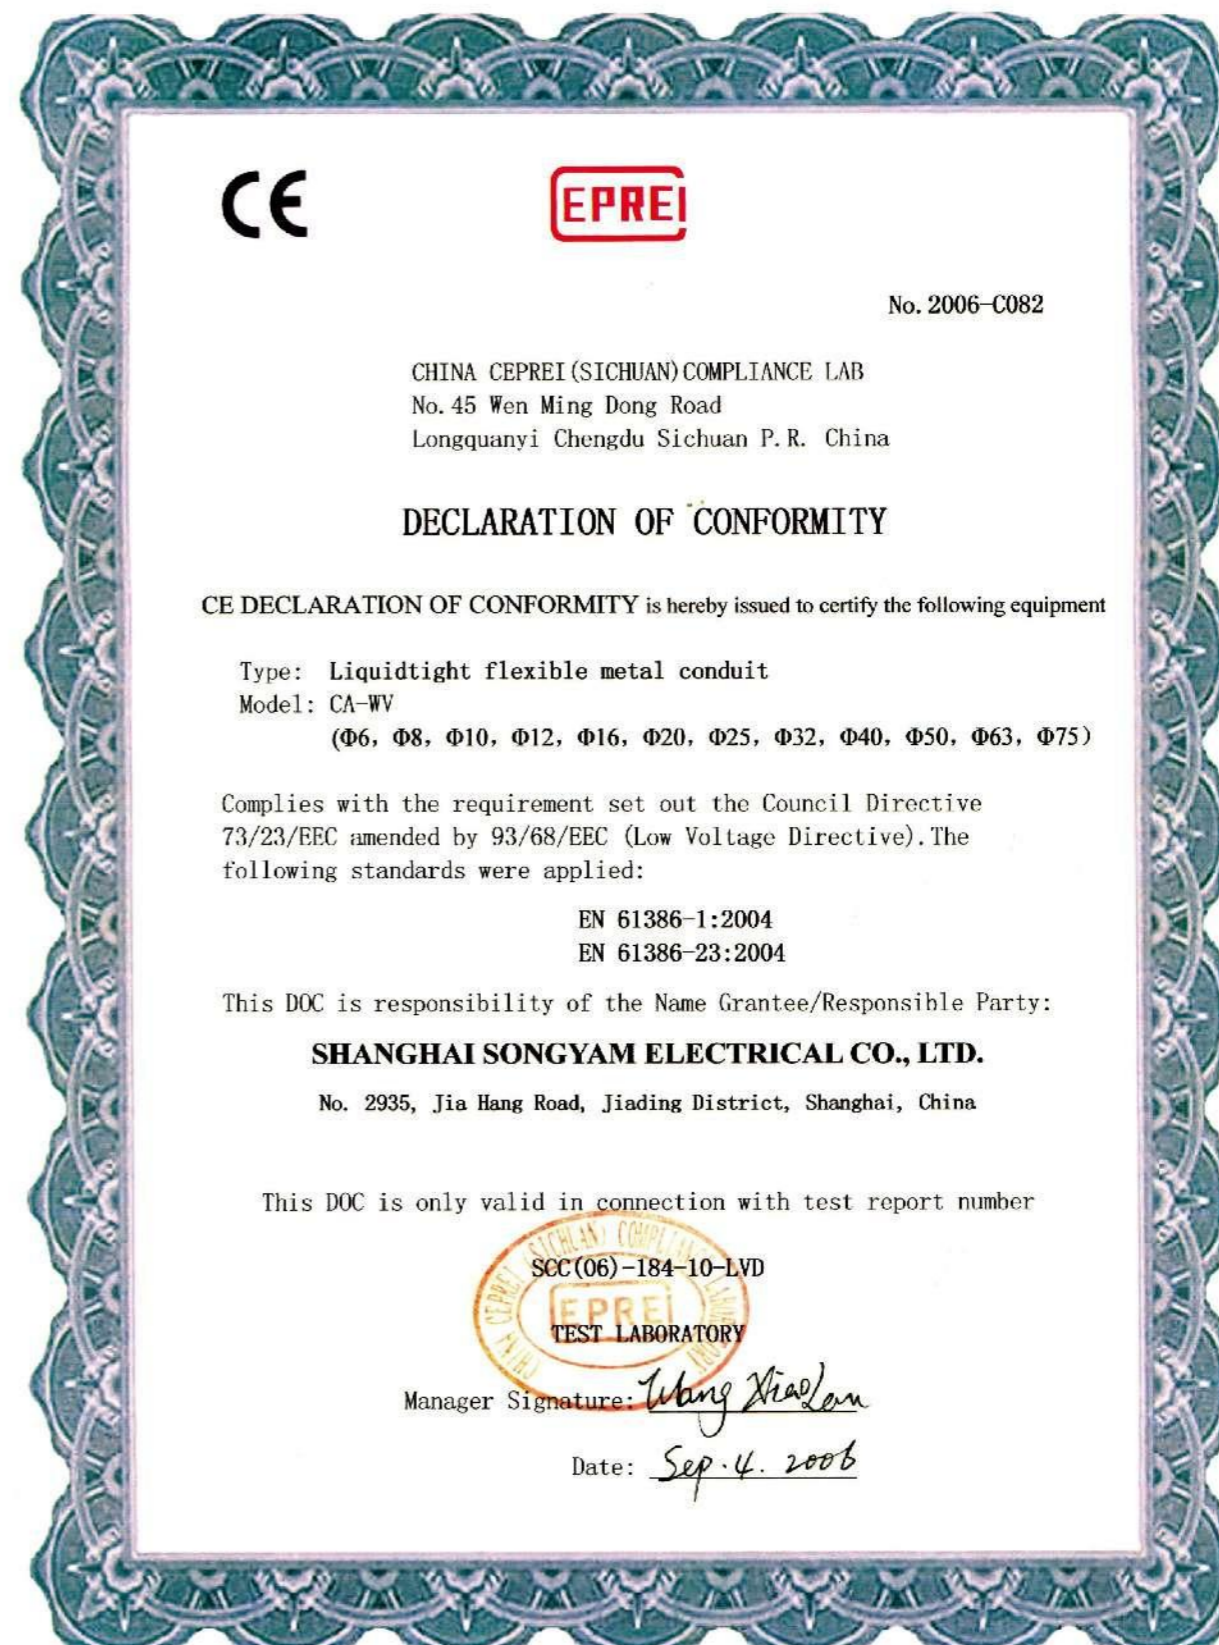 CE
EPREI
No. 2006-C082
CHINA CEPREI(SICHUAN)COMPLIANCE LAB
No. 45 Wen Ming Dong Road
Longquanyi Chengdu Sichuan P. R. China
DECLARATION OF CONFORMITY
CE DECLARATION OF CONFORMITY is hereby issued to certify the following equipment
Type: Liquidtight flexible metal conduit
Model: CA-WV
(Φ6, Φ8, Φ10, Φ12, Φ16, Φ20, Φ25, Φ32, Φ40, Φ50, Φ63, Φ75)
Complies with the requirement set out the Council Directive
73/23/EEC amended by 93/68/EEC (Low Voltage Directive). The
following standards were applied:
EN 61386-1:2004
EN 61386-23:2004
This DOC is responsibility of the Name Grantee/Responsible Party:
SHANGHAI SONGYAM ELECTRICAL CO., LTD.
No. 2935, Jia Hang Road, Jiading District, Shanghai, China
This DOC is only valid in connection with test report number
CHINA CEPREI (SICHUAN) COMPLIANCE LABORATORY
SCC(06)-184-10-LVD
EPREI
TEST LABORATORY
Manager Signature: Wang XiaoLan
Date: Sep. 4. 2006